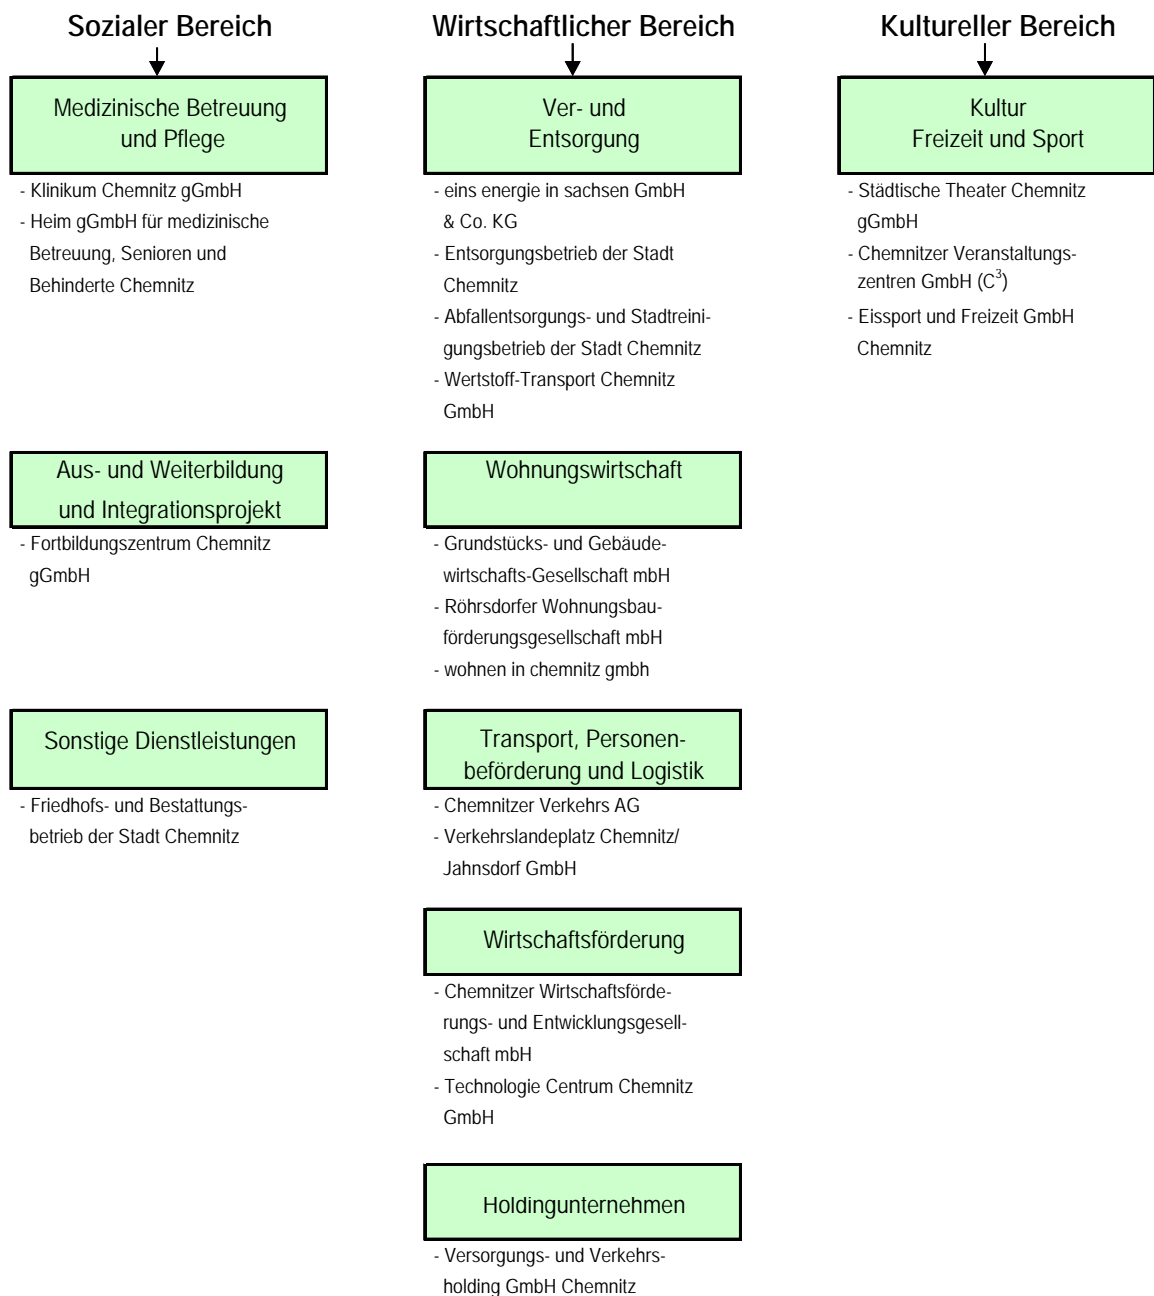 Sozialer Bereich
Medizinische Betreuung
und Pflege
- Klinikum Chemnitz gGmbH
- Heim gGmbH für medizinische
Betreuung, Senioren und
Behinderte Chemnitz
Aus- und Weiterbildung
und Integrationsprojekt
- Fortbildungszentrum Chemnitz
gGmbH
Sonstige Dienstleistungen
- Friedhofs- und Bestattungs-
betrieb der Stadt Chemnitz
Wirtschaftlicher Bereich
Ver- und
Entsorgung
- eins energie in sachsen GmbH
& Co. KG
- Entsorgungsbetrieb der Stadt
Chemnitz
- Abfallentsorgungs- und Stadtreini-
gungsbetrieb der Stadt Chemnitz
- Wertstoff-Transport Chemnitz
GmbH
Wohnungswirtschaft
- Grundstücks- und Gebäude-
wirtschafts-Gesellschaft mbH
- Röhrsdorfer Wohnungsbau-
förderungsgesellschaft mbH
- wohnen in chemnitz gmbh
Transport, Personen-
beförderung und Logistik
- Chemnitzer Verkehrs AG
- Verkehrslandeplatz Chemnitz/
Jahnsdorf GmbH
Wirtschaftsförderung
- Chemnitzer Wirtschaftsförde-
rungs- und Entwicklungsgesell-
schaft mbH
- Technologie Centrum Chemnitz
GmbH
Holdingunternehmen
- Versorgungs- und Verkehrs-
holding GmbH Chemnitz
Kultureller Bereich
Kultur
Freizeit und Sport
- Städtische Theater Chemnitz
gGmbH
- Chemnitzer Veranstaltungs-
zentren GmbH (C³)
- Eissport und Freizeit GmbH
Chemnitz